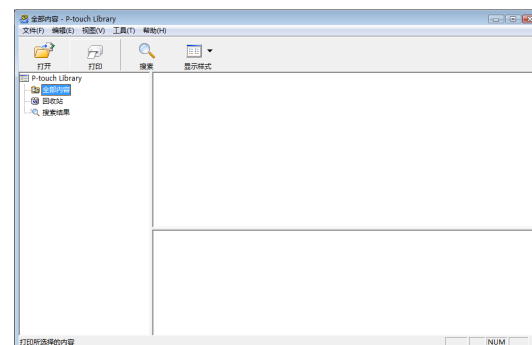 全部内容 - P-touch Library
文件(F) 编辑(E) 视图(V) 工具(T) 帮助(H)
打开 打印 搜索 显示样式
P-touch Library
全部内容
回收站
搜索结果
打印所选择的内容 NUM